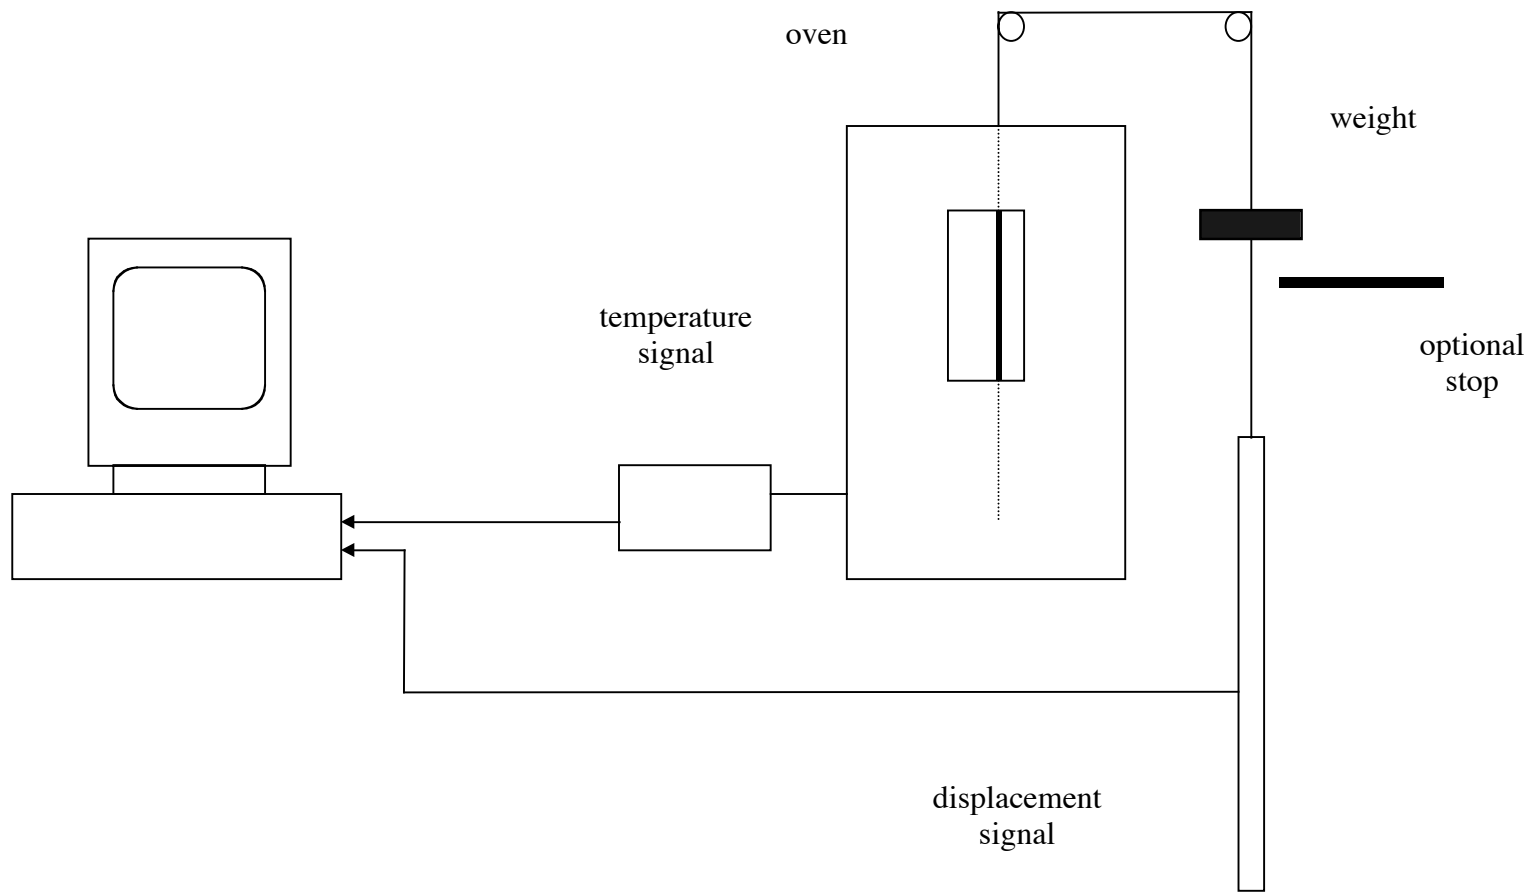 oven
weight
temperature
signal
optional
stop
displacement
signal